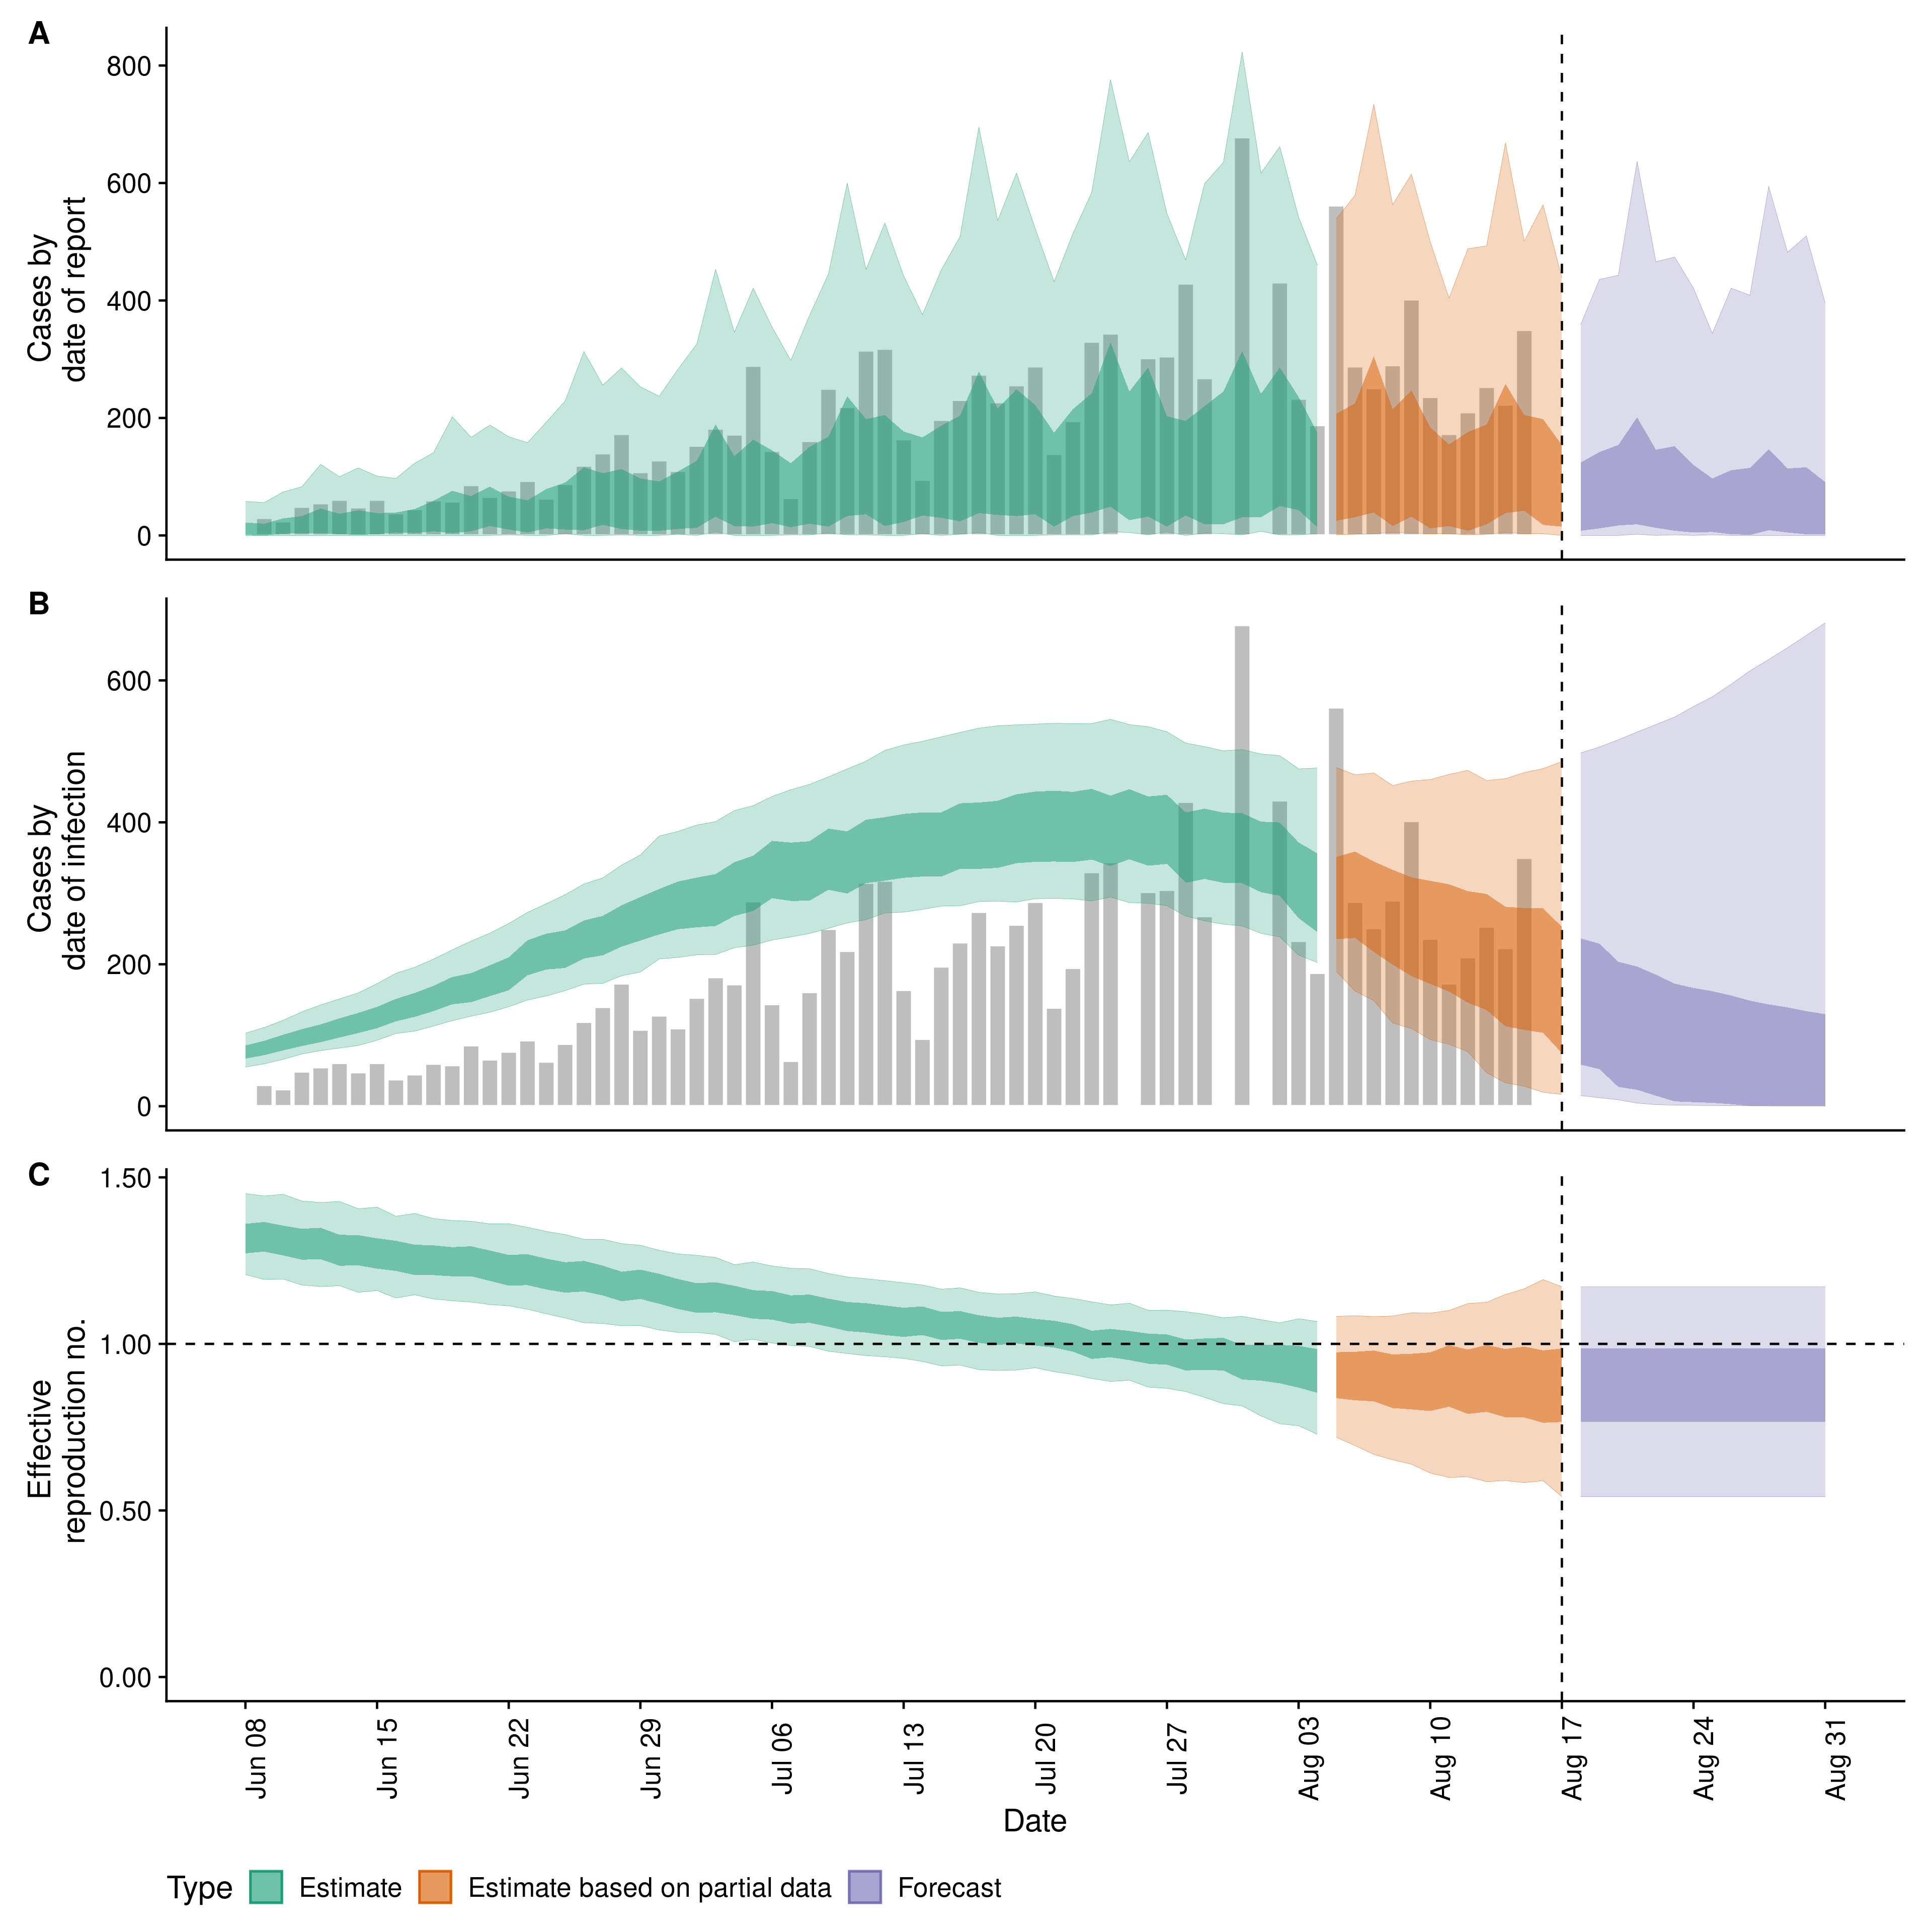 A
Cases by
date of report
800
600
400
200
0
B
Cases by
date of infection
600
400
200
0
C
Effective
reproduction no.
1.50
1.00
0.50
0.00
Jun 08
Jun 15
Jun 22
Jun 29
Jul 06
Jul 13
Jul 20
Jul 27
Aug 03
Aug 10
Aug 17
Aug 24
Aug 31
Date
Type Estimate Estimate based on partial data Forecast